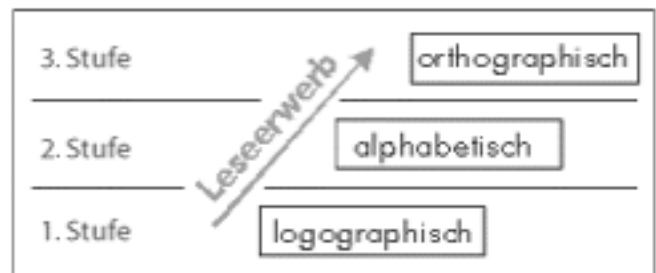 3. Stufe orthographisch
Leseerwerb
2. Stufe alphabetisch
1. Stufe logographisch